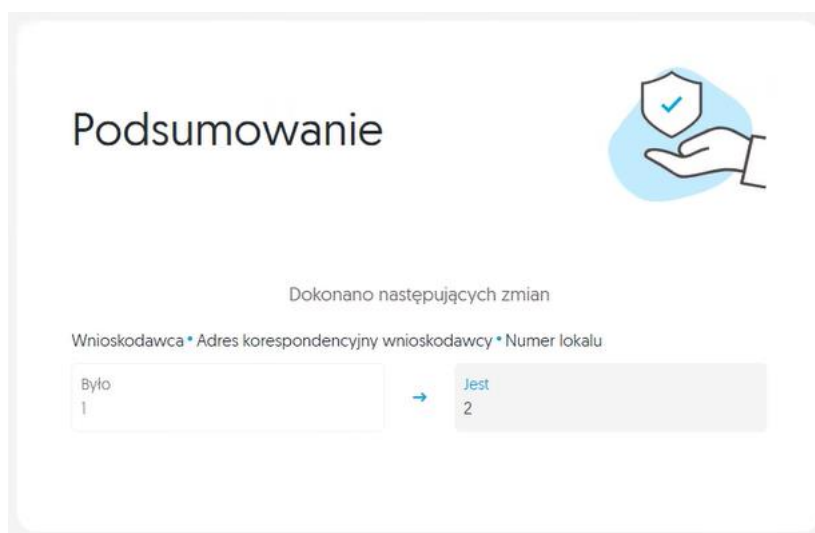 Podsumowanie
Dokonano następujących zmian
Wnioskodawca • Adres korespondencyjny wnioskodawcy • Numer lokalu
Było
1
→
Jest
2